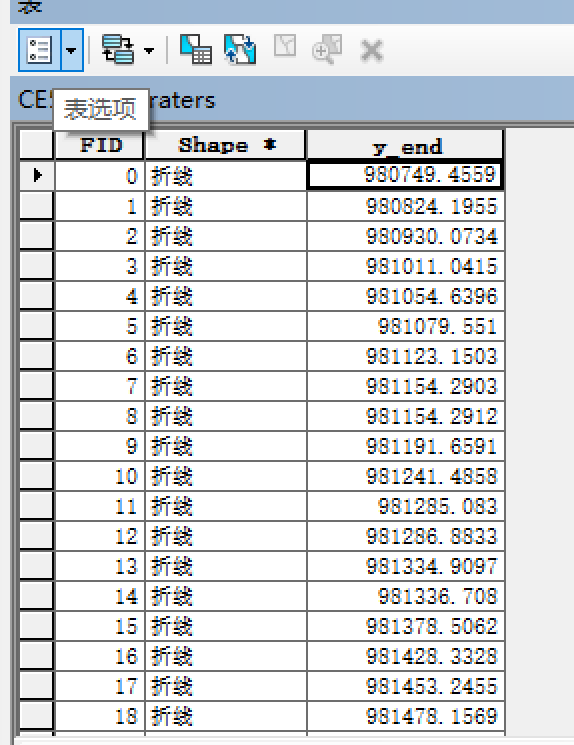 表
CE
表选项
raters
FID Shape * y_end
0 折线 980749.4559
1 折线 980824.1955
2 折线 980930.0734
3 折线 981011.0415
4 折线 981054.6396
5 折线 981079.551
6 折线 981123.1503
7 折线 981154.2903
8 折线 981154.2912
9 折线 981191.6591
10 折线 981241.4858
11 折线 981285.083
12 折线 981286.8833
13 折线 981334.9097
14 折线 981336.708
15 折线 981378.5062
16 折线 981428.3328
17 折线 981453.2455
18 折线 981478.1569